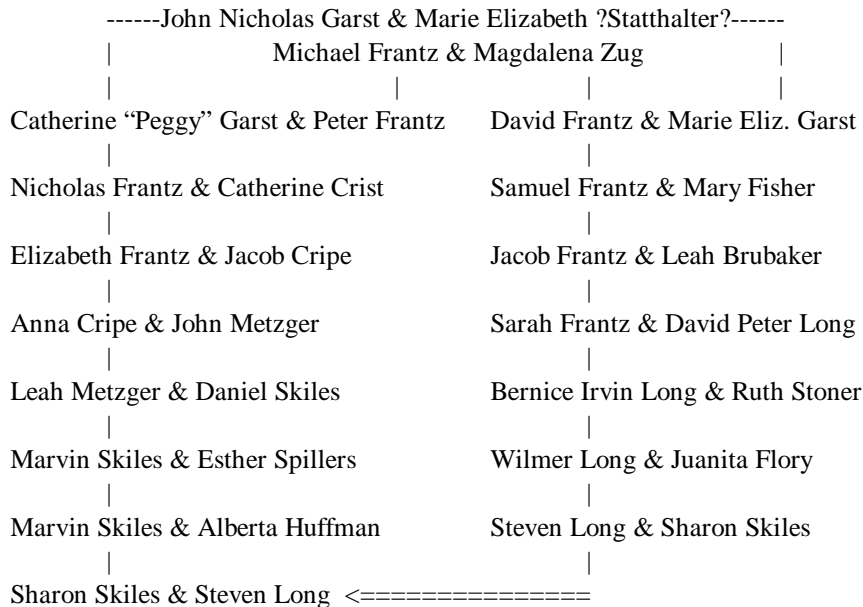 ------John Nicholas Garst & Marie Elizabeth ?Statthalter?------
Michael Frantz & Magdalena Zug
Catherine “Peggy” Garst & Peter Frantz David Frantz & Marie Eliz. Garst
Nicholas Frantz & Catherine Crist Samuel Frantz & Mary Fisher
Elizabeth Frantz & Jacob Cripe Jacob Frantz & Leah Brubaker
Anna Cripe & John Metzger Sarah Frantz & David Peter Long
Leah Metzger & Daniel Skiles Bernice Irvin Long & Ruth Stoner
Marvin Skiles & Esther Spillers Wilmer Long & Juanita Flory
Marvin Skiles & Alberta Huffman Steven Long & Sharon Skiles
Sharon Skiles & Steven Long <===============